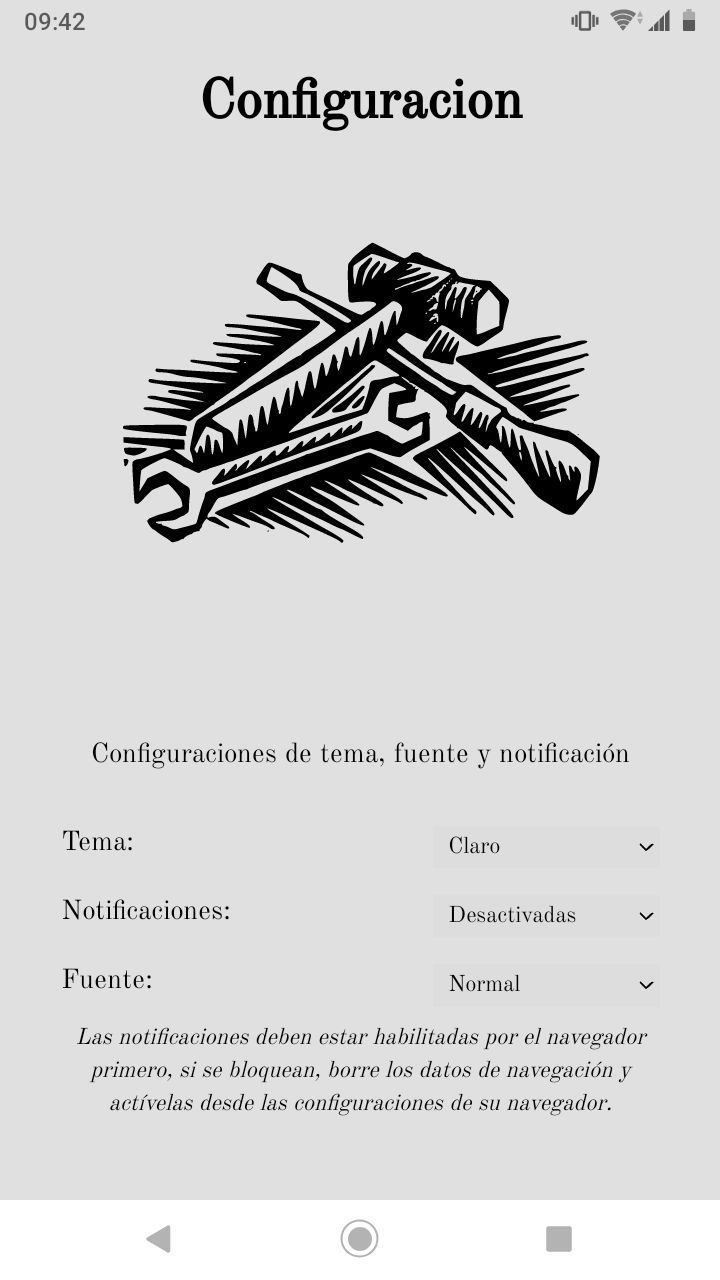 09:42
Configuracion
Configuraciones de tema, fuente y notificación
Tema:
Claro
Notificaciones:
Desactivadas
Fuente:
Normal
Las notificaciones deben estar habilitadas por el navegador
primero, si se bloquean, borre los datos de navegación y
actívelas desde las configuraciones de su navegador.